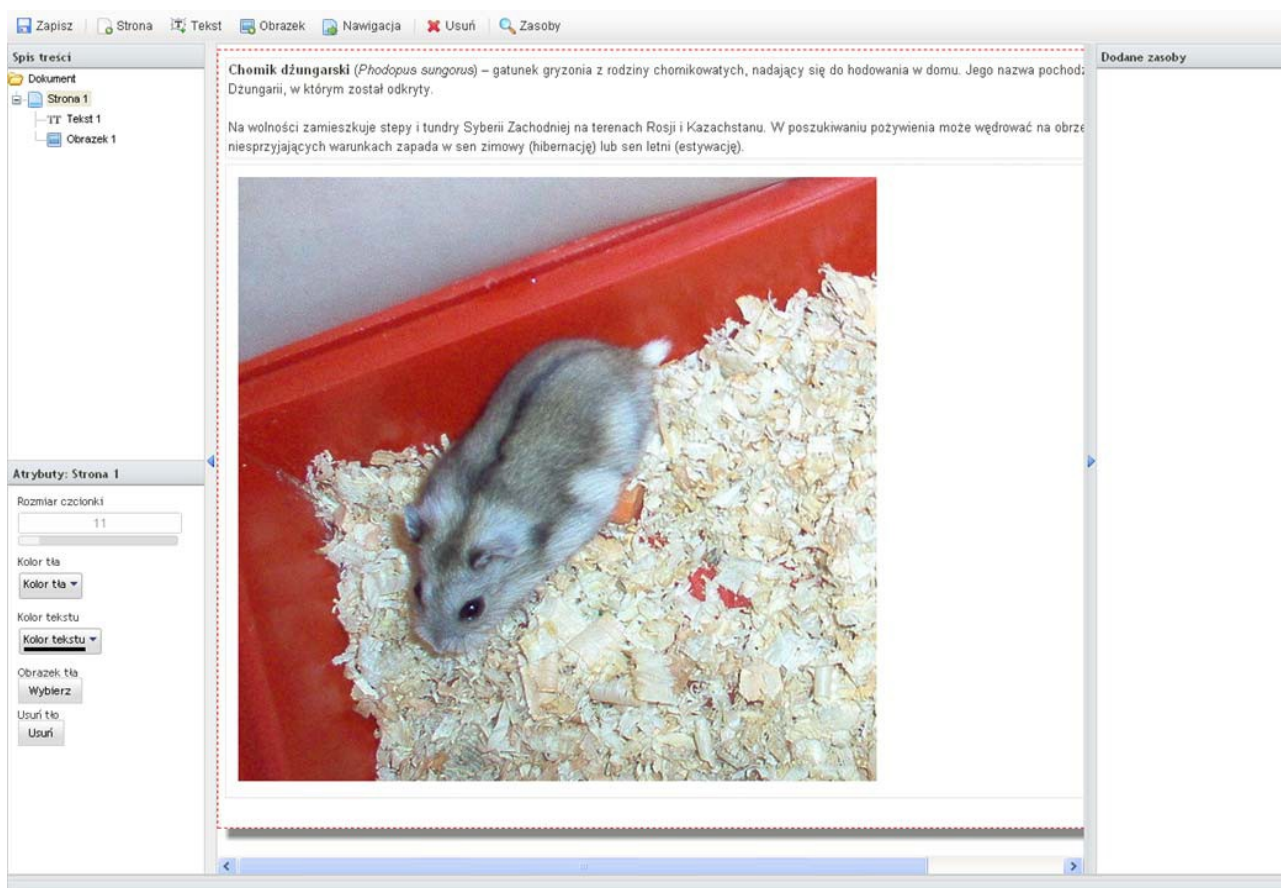 Zapisz Strona Tekst Obrazek Nawigacja Usuń Zasoby
Spis treści
Dokument
Strona 1
Tekst 1
Obrazek 1
Atrybuty: Strona 1
Rozmiar czcionki
11
Kolor tła
Kolor tła
Kolor tekstu
Kolor tekstu
Obrazek tła
Wybierz
Usuń tło
Usuń
Chomik dżungarski (Phodopus sungorus) – gatunek gryzonia z rodziny chomikowatych, nadający się do hodowania w domu. Jego nazwa pochodz
Dżungarii, w którym został odkryty.
Na wolności zamieszkuje stepy i tundry Syberii Zachodniej na terenach Rosji i Kazachstanu. W poszukiwaniu pożywienia może wędrować na obrze
niesprzyjających warunkach zapada w sen zimowy (hibernację) lub sen letni (estywację).
Dodane zasoby